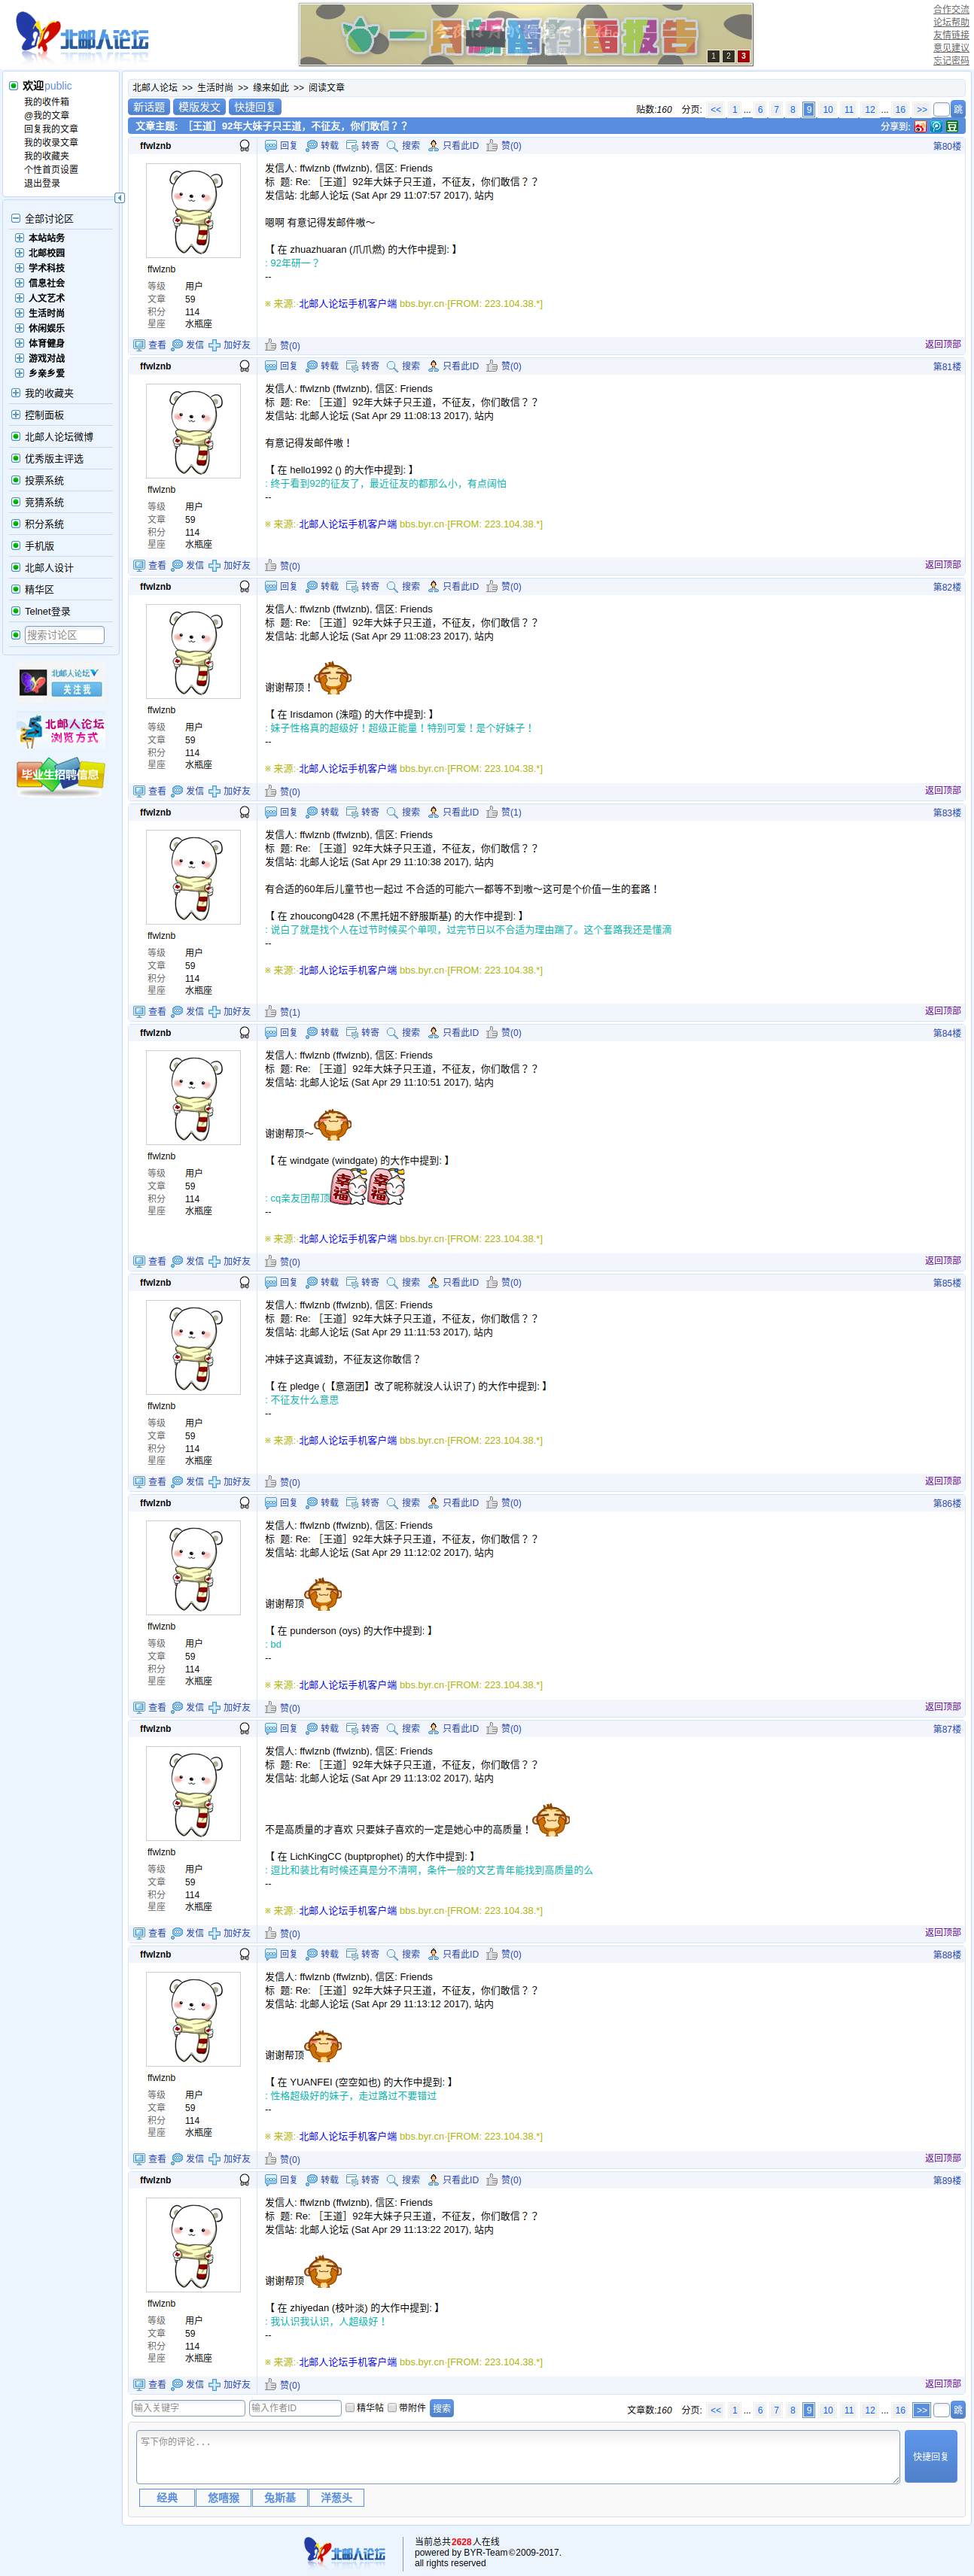 北邮人论坛
五一月料番番番报告
1 2 3
合作交流
论坛帮助
友情链接
意见建议
忘记密码
欢迎public
我的收件箱
@我的文章
回复我的文章
我的收录文章
我的收藏夹
个性首页设置
退出登录
全部讨论区
本站站务
北邮校园
学术科技
信息社会
人文艺术
生活时尚
休闲娱乐
体育健身
游戏对战
乡亲乡爱
我的收藏夹
控制面板
北邮人论坛微博
优秀版主评选
投票系统
竞猜系统
积分系统
手机版
北邮人设计
精华区
Telnet登录
搜索讨论区
北邮人论坛
关注我
北邮人论坛
浏览方式
毕业生招聘信息
北邮人论坛 >> 生活时尚 >> 缘来如此 >> 阅读文章
新话题 模版发文 快捷回复
贴数:160 分页: << 1 ... 6 7 8 9 10 11 12 ... 16 >> 跳
文章主题: [王道] 92年大妹子只王道，不征友，你们敢信？？ 分享到:
ffwlznb 回复 转载 转寄 搜索 只看此ID 赞(0) 第80楼
发信人: ffwlznb (ffwlznb), 信区: Friends
标 题: Re: [王道] 92年大妹子只王道，不征友，你们敢信？？
发信站: 北邮人论坛 (Sat Apr 29 11:07:57 2017), 站内
嗯啊 有意记得发邮件嗷～
【 在 zhuazhuaran (爪爪燃) 的大作中提到: 】
: 92年研一？
--
※ 来源:·北邮人论坛手机客户端 bbs.byr.cn·[FROM: 223.104.38.*]
ffwlznb
等级 用户
文章 59
积分 114
星座 水瓶座
查看 发信 加好友 赞(0) 返回顶部
ffwlznb 回复 转载 转寄 搜索 只看此ID 赞(0) 第81楼
发信人: ffwlznb (ffwlznb), 信区: Friends
标 题: Re: [王道] 92年大妹子只王道，不征友，你们敢信？？
发信站: 北邮人论坛 (Sat Apr 29 11:08:13 2017), 站内
有意记得发邮件嗷！
【 在 hello1992 () 的大作中提到: 】
: 终于看到92的征友了，最近征友的都那么小，有点阔怕
--
※ 来源:·北邮人论坛手机客户端 bbs.byr.cn·[FROM: 223.104.38.*]
ffwlznb
等级 用户
文章 59
积分 114
星座 水瓶座
查看 发信 加好友 赞(0) 返回顶部
ffwlznb 回复 转载 转寄 搜索 只看此ID 赞(0) 第82楼
发信人: ffwlznb (ffwlznb), 信区: Friends
标 题: Re: [王道] 92年大妹子只王道，不征友，你们敢信？？
发信站: 北邮人论坛 (Sat Apr 29 11:08:23 2017), 站内
谢谢帮顶！
【 在 Irisdamon (洙暄) 的大作中提到: 】
: 妹子性格真的超级好！超级正能量！特别可爱！是个好妹子！
--
※ 来源:·北邮人论坛手机客户端 bbs.byr.cn·[FROM: 223.104.38.*]
ffwlznb
等级 用户
文章 59
积分 114
星座 水瓶座
查看 发信 加好友 赞(0) 返回顶部
ffwlznb 回复 转载 转寄 搜索 只看此ID 赞(1) 第83楼
发信人: ffwlznb (ffwlznb), 信区: Friends
标 题: Re: [王道] 92年大妹子只王道，不征友，你们敢信？？
发信站: 北邮人论坛 (Sat Apr 29 11:10:38 2017), 站内
有合适的60年后儿童节也一起过 不合适的可能六一都等不到嗷～这可是个价值一生的套路！
【 在 zhoucong0428 (不黑托妞不舒服斯基) 的大作中提到: 】
: 说白了就是找个人在过节时候买个单呗，过完节日以不合适为理由踹了。这个套路我还是懂滴
--
※ 来源:·北邮人论坛手机客户端 bbs.byr.cn·[FROM: 223.104.38.*]
ffwlznb
等级 用户
文章 59
积分 114
星座 水瓶座
查看 发信 加好友 赞(1) 返回顶部
ffwlznb 回复 转载 转寄 搜索 只看此ID 赞(0) 第84楼
发信人: ffwlznb (ffwlznb), 信区: Friends
标 题: Re: [王道] 92年大妹子只王道，不征友，你们敢信？？
发信站: 北邮人论坛 (Sat Apr 29 11:10:51 2017), 站内
谢谢帮顶～
【 在 windgate (windgate) 的大作中提到: 】
: cq亲友团帮顶 幸福 幸福
--
※ 来源:·北邮人论坛手机客户端 bbs.byr.cn·[FROM: 223.104.38.*]
ffwlznb
等级 用户
文章 59
积分 114
星座 水瓶座
查看 发信 加好友 赞(0) 返回顶部
ffwlznb 回复 转载 转寄 搜索 只看此ID 赞(0) 第85楼
发信人: ffwlznb (ffwlznb), 信区: Friends
标 题: Re: [王道] 92年大妹子只王道，不征友，你们敢信？？
发信站: 北邮人论坛 (Sat Apr 29 11:11:53 2017), 站内
冲妹子这真诚劲，不征友这你敢信？
【 在 pledge (【意涵团】改了昵称就没人认识了) 的大作中提到: 】
: 不征友什么意思
--
※ 来源:·北邮人论坛手机客户端 bbs.byr.cn·[FROM: 223.104.38.*]
ffwlznb
等级 用户
文章 59
积分 114
星座 水瓶座
查看 发信 加好友 赞(0) 返回顶部
ffwlznb 回复 转载 转寄 搜索 只看此ID 赞(0) 第86楼
发信人: ffwlznb (ffwlznb), 信区: Friends
标 题: Re: [王道] 92年大妹子只王道，不征友，你们敢信？？
发信站: 北邮人论坛 (Sat Apr 29 11:12:02 2017), 站内
谢谢帮顶
【 在 punderson (oys) 的大作中提到: 】
: bd
--
※ 来源:·北邮人论坛手机客户端 bbs.byr.cn·[FROM: 223.104.38.*]
ffwlznb
等级 用户
文章 59
积分 114
星座 水瓶座
查看 发信 加好友 赞(0) 返回顶部
ffwlznb 回复 转载 转寄 搜索 只看此ID 赞(0) 第87楼
发信人: ffwlznb (ffwlznb), 信区: Friends
标 题: Re: [王道] 92年大妹子只王道，不征友，你们敢信？？
发信站: 北邮人论坛 (Sat Apr 29 11:13:02 2017), 站内
不是高质量的才喜欢 只要妹子喜欢的一定是她心中的高质量！
【 在 LichKingCC (buptprophet) 的大作中提到: 】
: 逗比和装比有时候还真是分不清啊，条件一般的文艺青年能找到高质量的么
--
※ 来源:·北邮人论坛手机客户端 bbs.byr.cn·[FROM: 223.104.38.*]
ffwlznb
等级 用户
文章 59
积分 114
星座 水瓶座
查看 发信 加好友 赞(0) 返回顶部
ffwlznb 回复 转载 转寄 搜索 只看此ID 赞(0) 第88楼
发信人: ffwlznb (ffwlznb), 信区: Friends
标 题: Re: [王道] 92年大妹子只王道，不征友，你们敢信？？
发信站: 北邮人论坛 (Sat Apr 29 11:13:12 2017), 站内
谢谢帮顶
【 在 YUANFEI (空空如也) 的大作中提到: 】
: 性格超级好的妹子，走过路过不要错过
--
※ 来源:·北邮人论坛手机客户端 bbs.byr.cn·[FROM: 223.104.38.*]
ffwlznb
等级 用户
文章 59
积分 114
星座 水瓶座
查看 发信 加好友 赞(0) 返回顶部
ffwlznb 回复 转载 转寄 搜索 只看此ID 赞(0) 第89楼
发信人: ffwlznb (ffwlznb), 信区: Friends
标 题: Re: [王道] 92年大妹子只王道，不征友，你们敢信？？
发信站: 北邮人论坛 (Sat Apr 29 11:13:22 2017), 站内
谢谢帮顶
【 在 zhiyedan (枝叶淡) 的大作中提到: 】
: 我认识我认识，人超级好！
--
※ 来源:·北邮人论坛手机客户端 bbs.byr.cn·[FROM: 223.104.38.*]
ffwlznb
等级 用户
文章 59
积分 114
星座 水瓶座
查看 发信 加好友 赞(0) 返回顶部
输入关键字 输入作者ID 精华帖 带附件 搜索
文章数:160 分页: << 1 ... 6 7 8 9 10 11 12 ... 16 >> 跳
写下你的评论...
快捷回复
经典 悠嘻猴 兔斯基 洋葱头
北邮人论坛
当前总共2628人在线
powered by BYR-Team©2009-2017.
all rights reserved